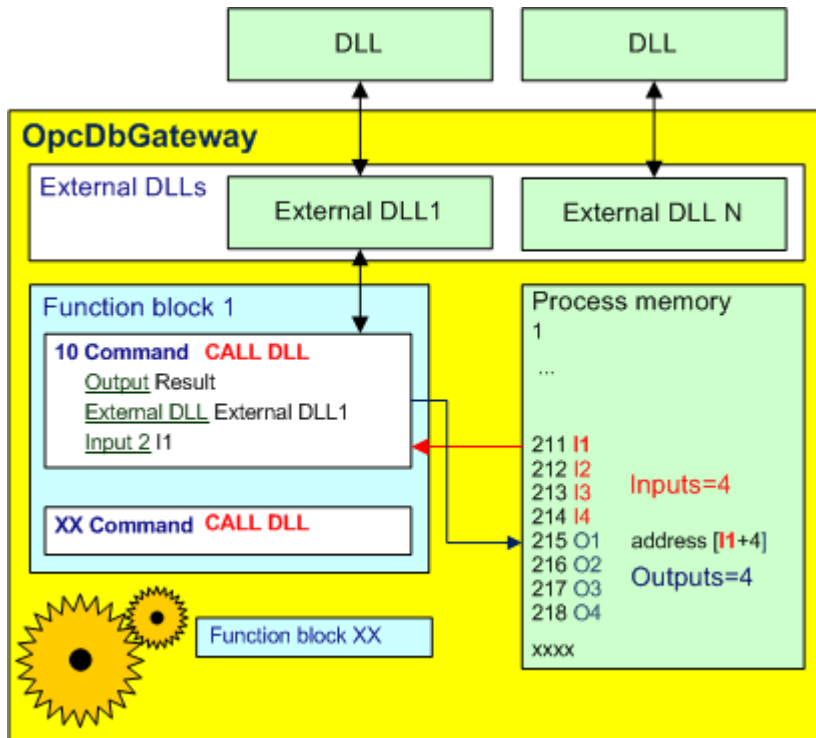 DLL
DLL
OpcDbGateway
External DLLs
External DLL1
External DLL N
Function block 1
10 Command CALL DLL
Output Result
External DLL External DLL1
Input 2 I1
XX Command CALL DLL
Function block XX
Process memory
1
...
211 I1
212 I2
213 I3
214 I4
215 O1
216 O2
217 O3
218 O4
xxxx
Inputs=4
address [I1+4]
Outputs=4